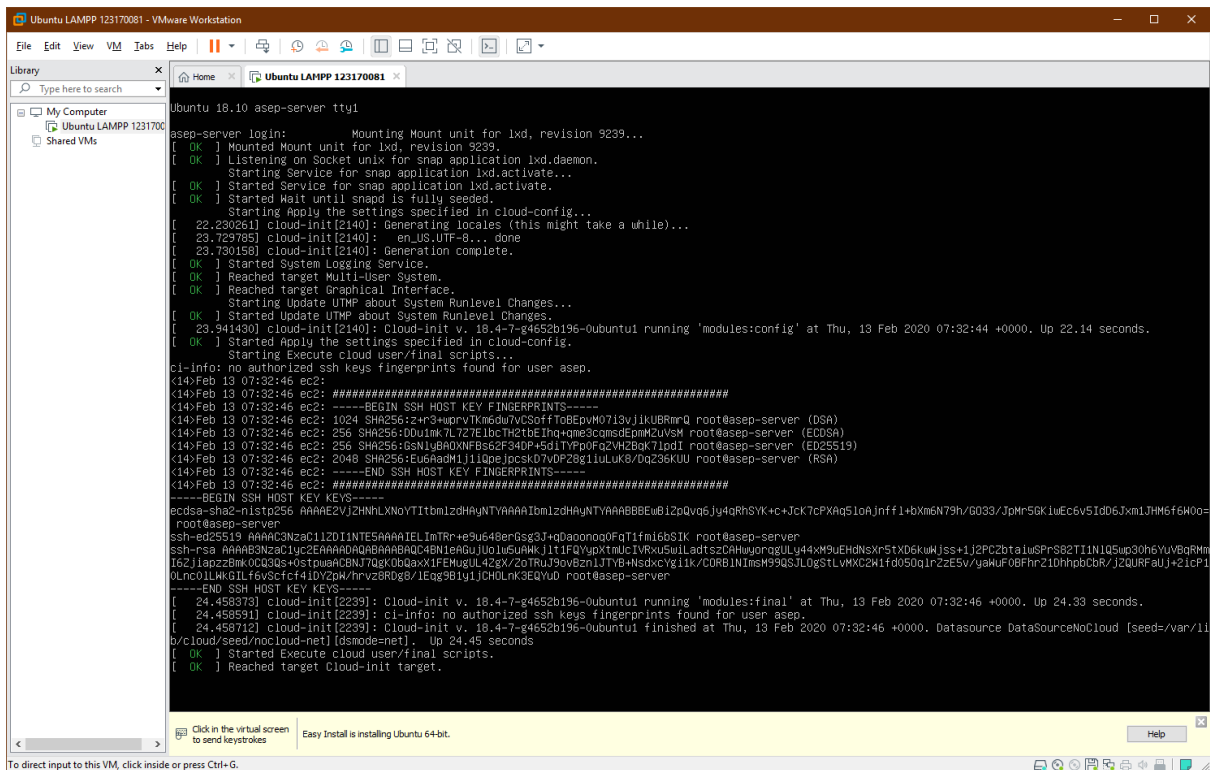 Ubuntu LAMPP 123170081 - VMware Workstation
File Edit View VM Tabs Help
Library
Type here to search
My Computer
Ubuntu LAMPP 1231700
Shared VMs
Home
Ubuntu LAMPP 123170081
Ubuntu 18.10 asep-server tty1
asep-server login: Mounting Mount unit for lxd, revision 9239...
[ OK ] Mounted Mount unit for lxd, revision 9239.
[ OK ] Listening on Socket unix for snap application lxd.daemon.
Starting Service for snap application lxd.activate...
[ OK ] Started Service for snap application lxd.activate.
[ OK ] Started Wait until snapd is fully seeded.
Starting Apply the settings specified in cloud-config...
[ 22.230261] cloud-init[2140]: Generating locales (this might take a while)...
[ 23.729785] cloud-init[2140]: en_US.UTF-8... done
[ 23.730158] cloud-init[2140]: Generation complete.
[ OK ] Started System Logging Service.
[ OK ] Reached target Multi-User System.
[ OK ] Reached target Graphical Interface.
Starting Update UTMP about System Runlevel Changes...
[ OK ] Started Update UTMP about System Runlevel Changes.
[ 23.941430] cloud-init[2140]: Cloud-init v. 18.4-7-g4652b196-0ubuntu1 running 'modules:config' at Thu, 13 Feb 2020 07:32:44 +0000. Up 22.14 seconds.
[ OK ] Started Apply the settings specified in cloud-config.
Starting Execute cloud user/final scripts...
ci-info: no authorized ssh keys fingerprints found for user asep.
<14>Feb 13 07:32:46 ec2:
<14>Feb 13 07:32:46 ec2: #############################################################
<14>Feb 13 07:32:46 ec2: -----BEGIN SSH HOST KEY FINGERPRINTS-----
<14>Feb 13 07:32:46 ec2: 1024 root@asep-server (DSA)
<14>Feb 13 07:32:46 ec2: 256 root@asep-server (ECDSA)
<14>Feb 13 07:32:46 ec2: 256 root@asep-server (ED25519)
<14>Feb 13 07:32:46 ec2: 2048 root@asep-server (RSA)
<14>Feb 13 07:32:46 ec2: -----END SSH HOST KEY FINGERPRINTS-----
<14>Feb 13 07:32:46 ec2: #############################################################
-----BEGIN SSH HOST KEY KEYS-----
ecdsa-sha2-nistp256
root@asep-server
ssh-ed25519 root@asep-server
ssh-rsa
root@asep-server
-----END SSH HOST KEY KEYS-----
[ 24.458373] cloud-init[2239]: Cloud-init v. 18.4-7-g4652b196-0ubuntu1 running 'modules:final' at Thu, 13 Feb 2020 07:32:46 +0000. Up 24.33 seconds.
[ 24.458591] cloud-init[2239]: ci-info: no authorized ssh keys fingerprints found for user asep.
[ 24.458712] cloud-init[2239]: Cloud-init v. 18.4-7-g4652b196-0ubuntu1 finished at Thu, 13 Feb 2020 07:32:46 +0000. Datasource DataSourceNoCloud [seed=/var/li
b/cloud/seed/nocloud-net][dsmode=net]. Up 24.45 seconds
[ OK ] Started Execute cloud user/final scripts.
[ OK ] Reached target Cloud-init target.
Click in the virtual screen
to send keystrokes
Easy Install is installing Ubuntu 64-bit.
Help
To direct input to this VM, click inside or press Ctrl+G.